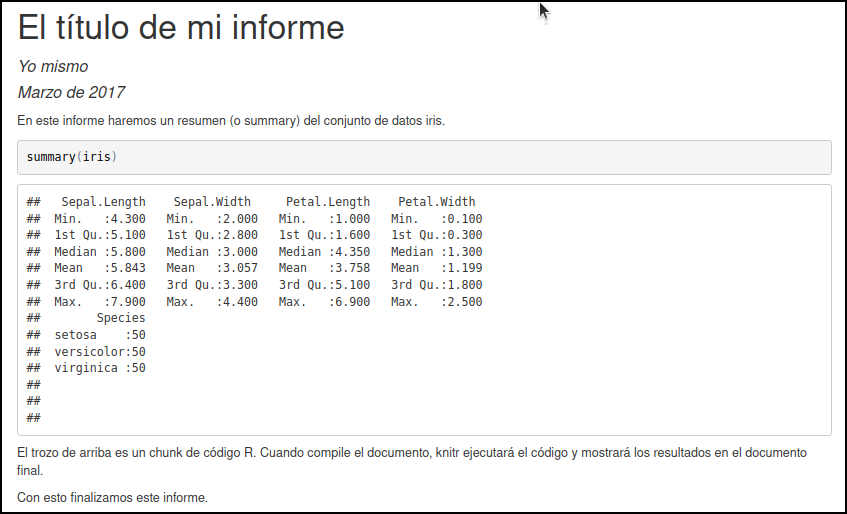 El título de mi informe
Yo mismo
Marzo de 2017
En este informe haremos un resumen (o summary) del conjunto de datos iris.
summary(iris)
##   Sepal.Length    Sepal.Width     Petal.Length    Petal.Width
##  Min.   :4.300   Min.   :2.000   Min.   :1.000   Min.   :0.100
##  1st Qu.:5.100   1st Qu.:2.800   1st Qu.:1.600   1st Qu.:0.300
##  Median :5.800   Median :3.000   Median :4.350   Median :1.300
##  Mean   :5.843   Mean   :3.057   Mean   :3.758   Mean   :1.199
##  3rd Qu.:6.400   3rd Qu.:3.300   3rd Qu.:5.100   3rd Qu.:1.800
##  Max.   :7.900   Max.   :4.400   Max.   :6.900   Max.   :2.500
##        Species
##  setosa    :50
##  versicolor:50
##  virginica :50
##
##
##
El trozo de arriba es un chunk de código R. Cuando compile el documento, knitr ejecutará el código y mostrará los resultados en el documento
final.
Con esto finalizamos este informe.